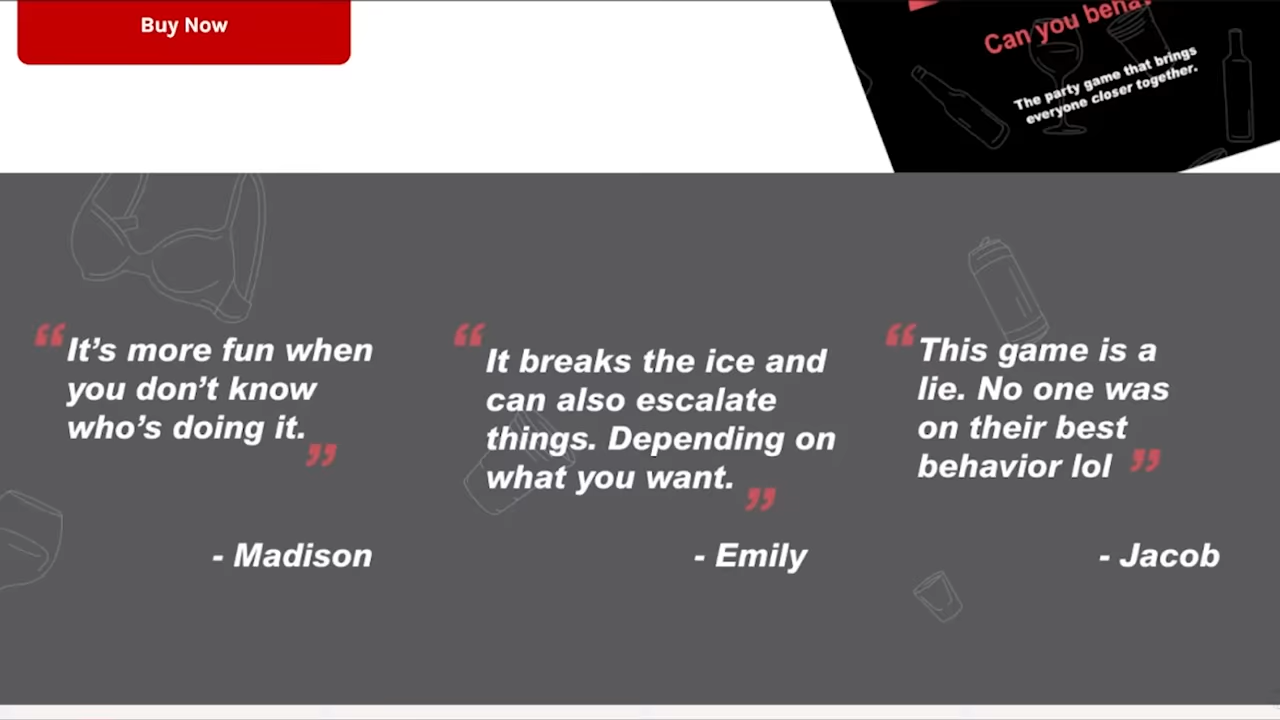 Buy Now
Can you
The party game that brings
everyone closer together.
“It’s more fun when
you don’t know
who’s doing it.”
- Madison
“It breaks the ice and
can also escalate
things. Depending on
what you want.”
- Emily
“This game is a
lie. No one was
on their best
behavior lol”
- Jacob